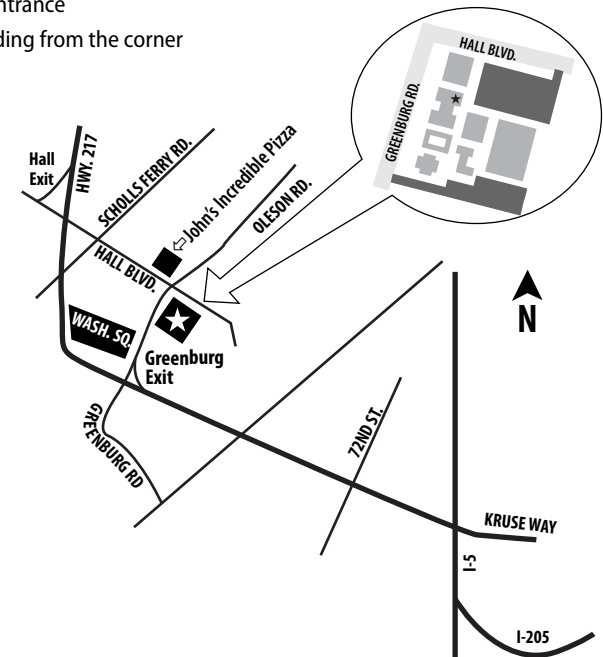 ntrance
ding from the corner
HALL BLVD.
GREENBURG RD.
Hall
Exit
HWY. 217
SCHOLLS FERRY RD.
John's Incredible Pizza
OLESON RD.
HALL BLVD.
WASH. SQ.
Greenburg
Exit
N
GREENBURG RD
72ND ST.
KRUSE WAY
I-5
I-205